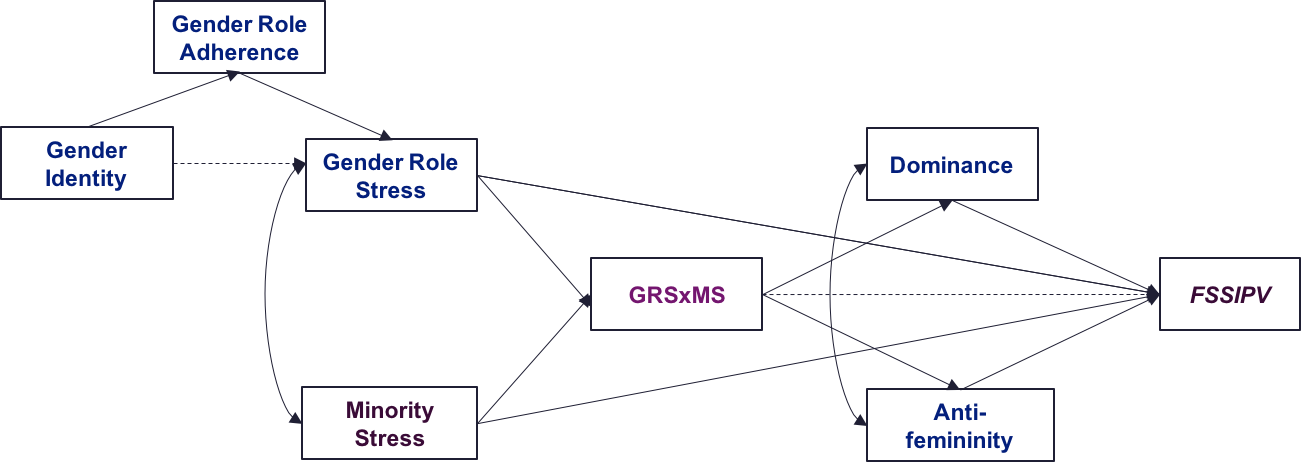 Gender Role
Adherence
Gender
Identity
Gender Role
Stress
Dominance
GRSxMS
FSSIPV
Minority
Stress
Anti-
femininity